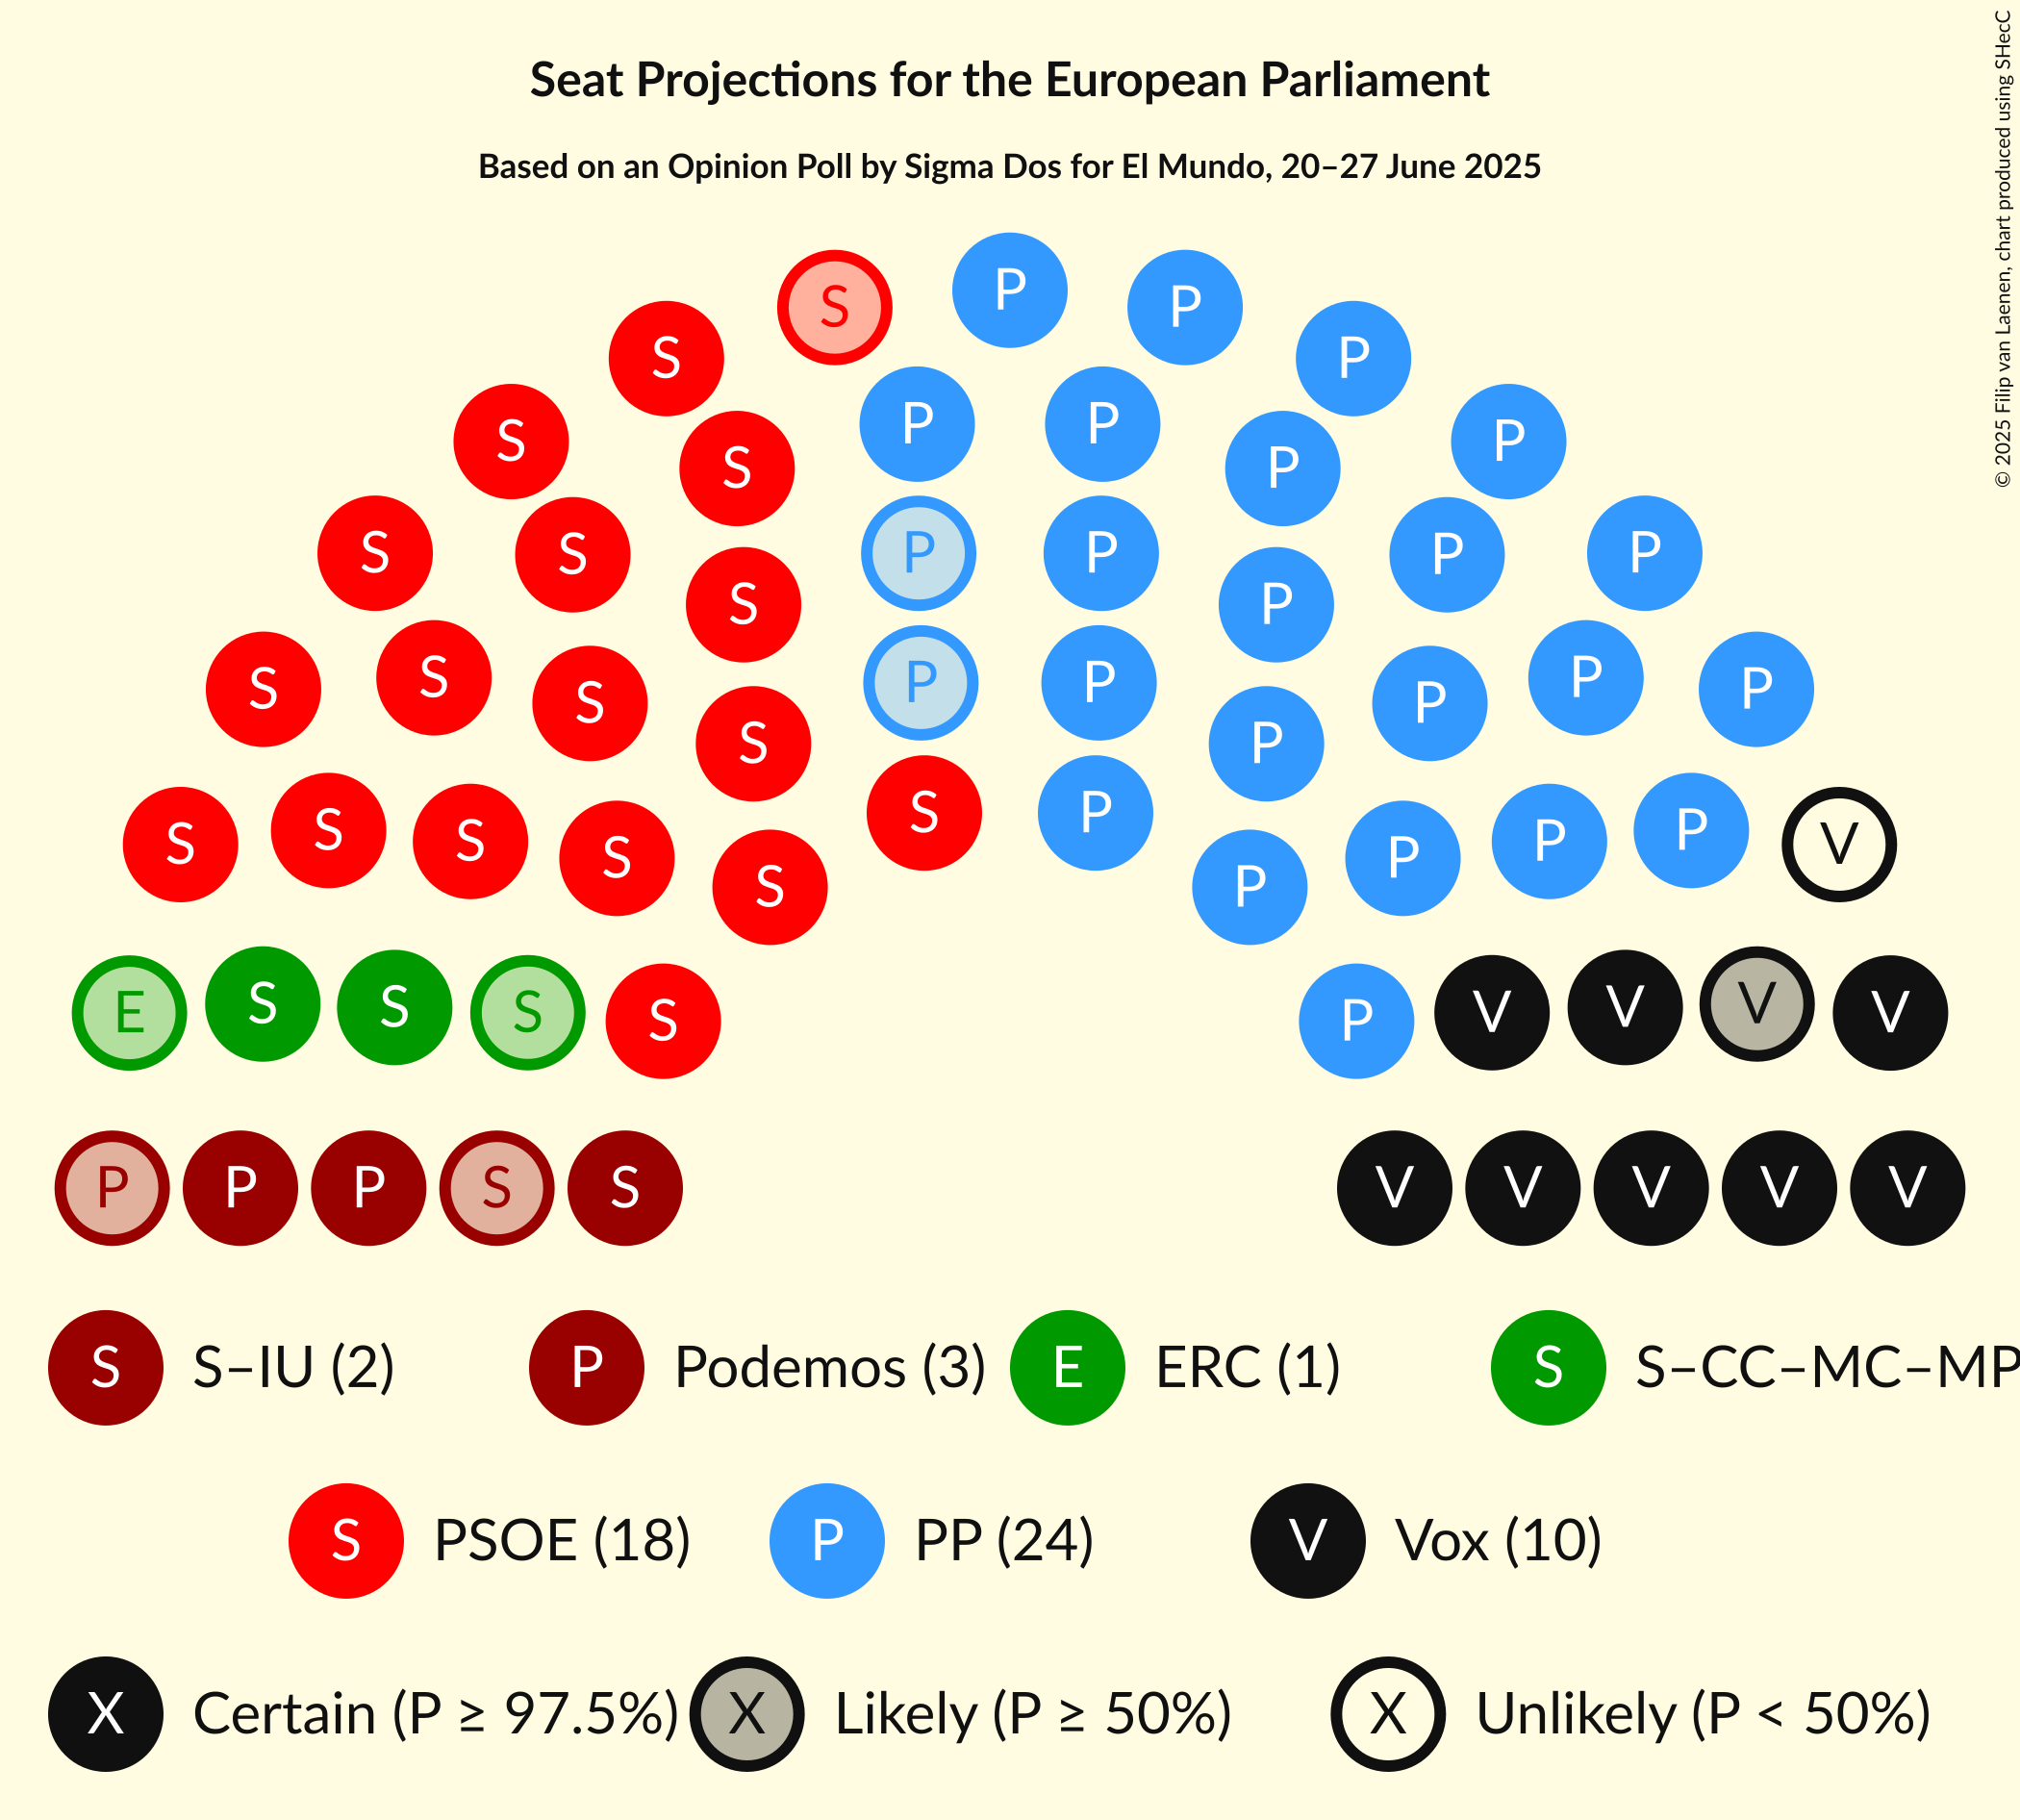 Seat Projections for the European Parliament
Based on an Opinion Poll by Sigma Dos for El Mundo, 20–27 June 2025
© 2025 Filip van Laenen, chart produced using SHecC
P
S P P
S P
S P P P
S P
S P P S
S P P
S S P P
S P P P
S P
S P P S
S P
S P
S P
S P
S P
S S P P V
S P
S P
E S S S S P V V V V
P P P S S V V V V V
S S–IU (2) P Podemos (3) E ERC (1) S S–CC–MC–MP
S PSOE (18) P PP (24) V Vox (10)
X Certain (P ≥ 97.5%) X Likely (P ≥ 50%) X Unlikely (P < 50%)